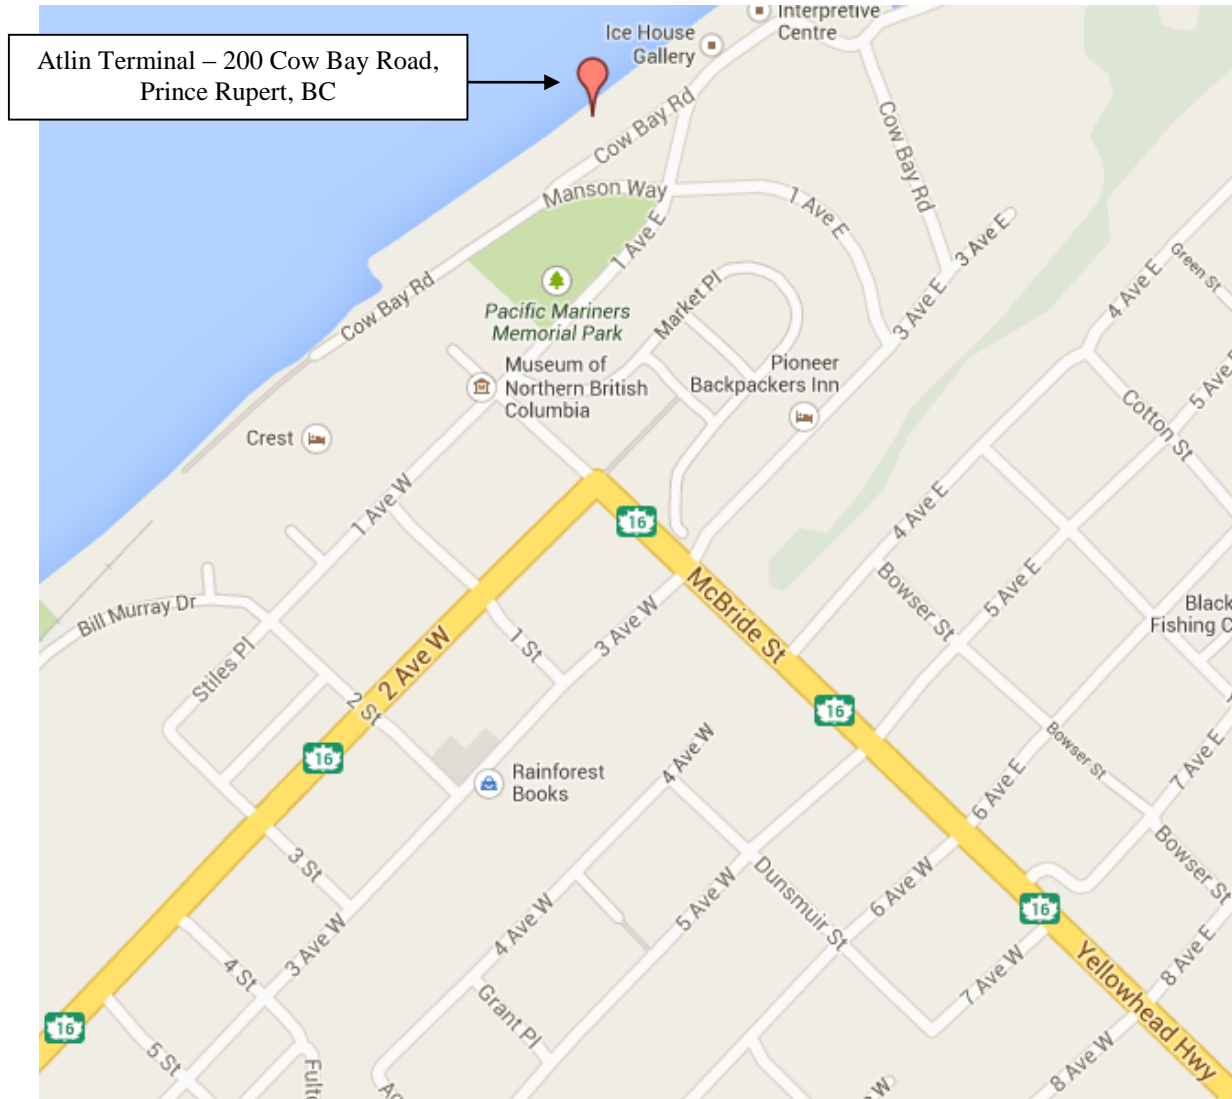 Interpretive
Centre
Ice House
Gallery
Atlin Terminal – 200 Cow Bay Road,
Prince Rupert, BC
Cow Bay Rd
Cow Bay Rd
Manson Way
1 Ave E
1 Ave E
3 Ave E
Green St
4 Ave E
Cow Bay Rd
Market Pl
Pacific Mariners
Memorial Park
3 Ave E
Museum of
Northern British
Columbia
Pioneer
Backpackers Inn
5 Ave E
Cotton St
Crest
1 Ave W
4 Ave E
16
Bill Murray Dr
McBride St
Bowser St
5 Ave E
Black
Fishing C
Stiles Pl
2 Ave W
1 St
3 Ave W
2 St
16
16
Rainforest
Books
4 Ave W
Bowser St
7 Ave E
6 Ave E
3 St
Dunsmuir St
6 Ave W
Bowser St
5 Ave W
4 Ave W
3 Ave W
16
4 St
Grant Pl
7 Ave W
Yellowhead Hwy
8 Ave E
16
5 St
Fulto
8 Ave W
e W